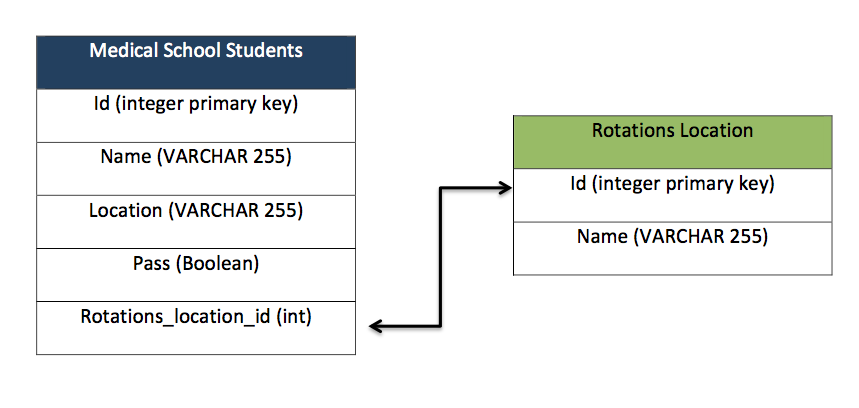 Medical School Students
Id (integer primary key)
Name (VARCHAR 255)
Location (VARCHAR 255)
Pass (Boolean)
Rotations_location_id (int)
Rotations Location
Id (integer primary key)
Name (VARCHAR 255)